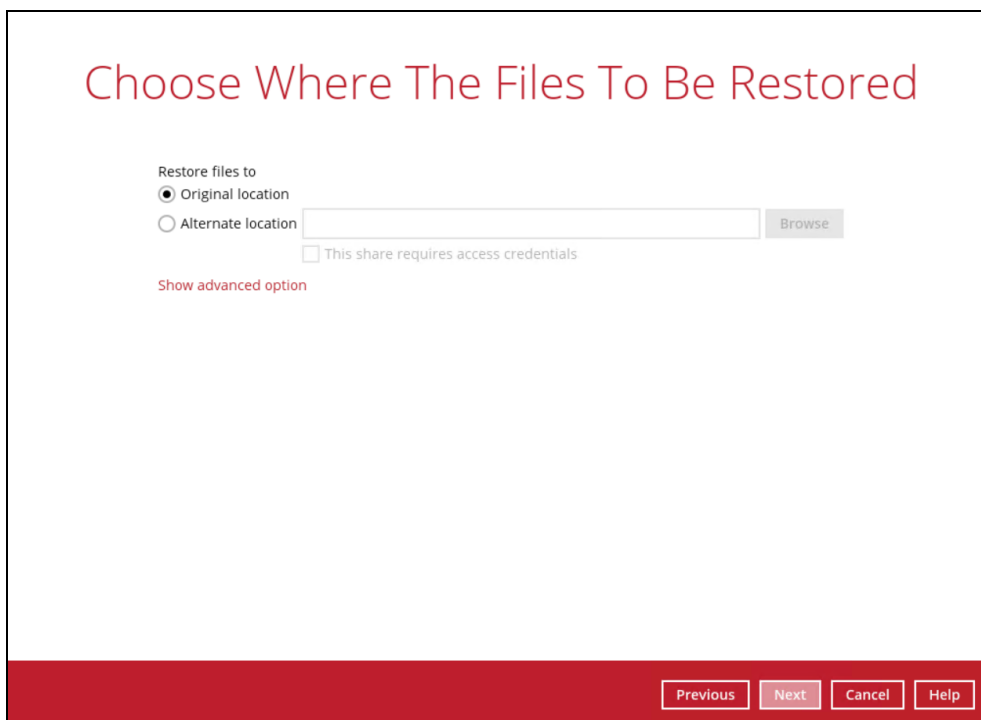 Choose Where The Files To Be Restored
Restore files to
Original location
Alternate location Browse
This share requires access credentials
Show advanced option
Previous Next Cancel Help